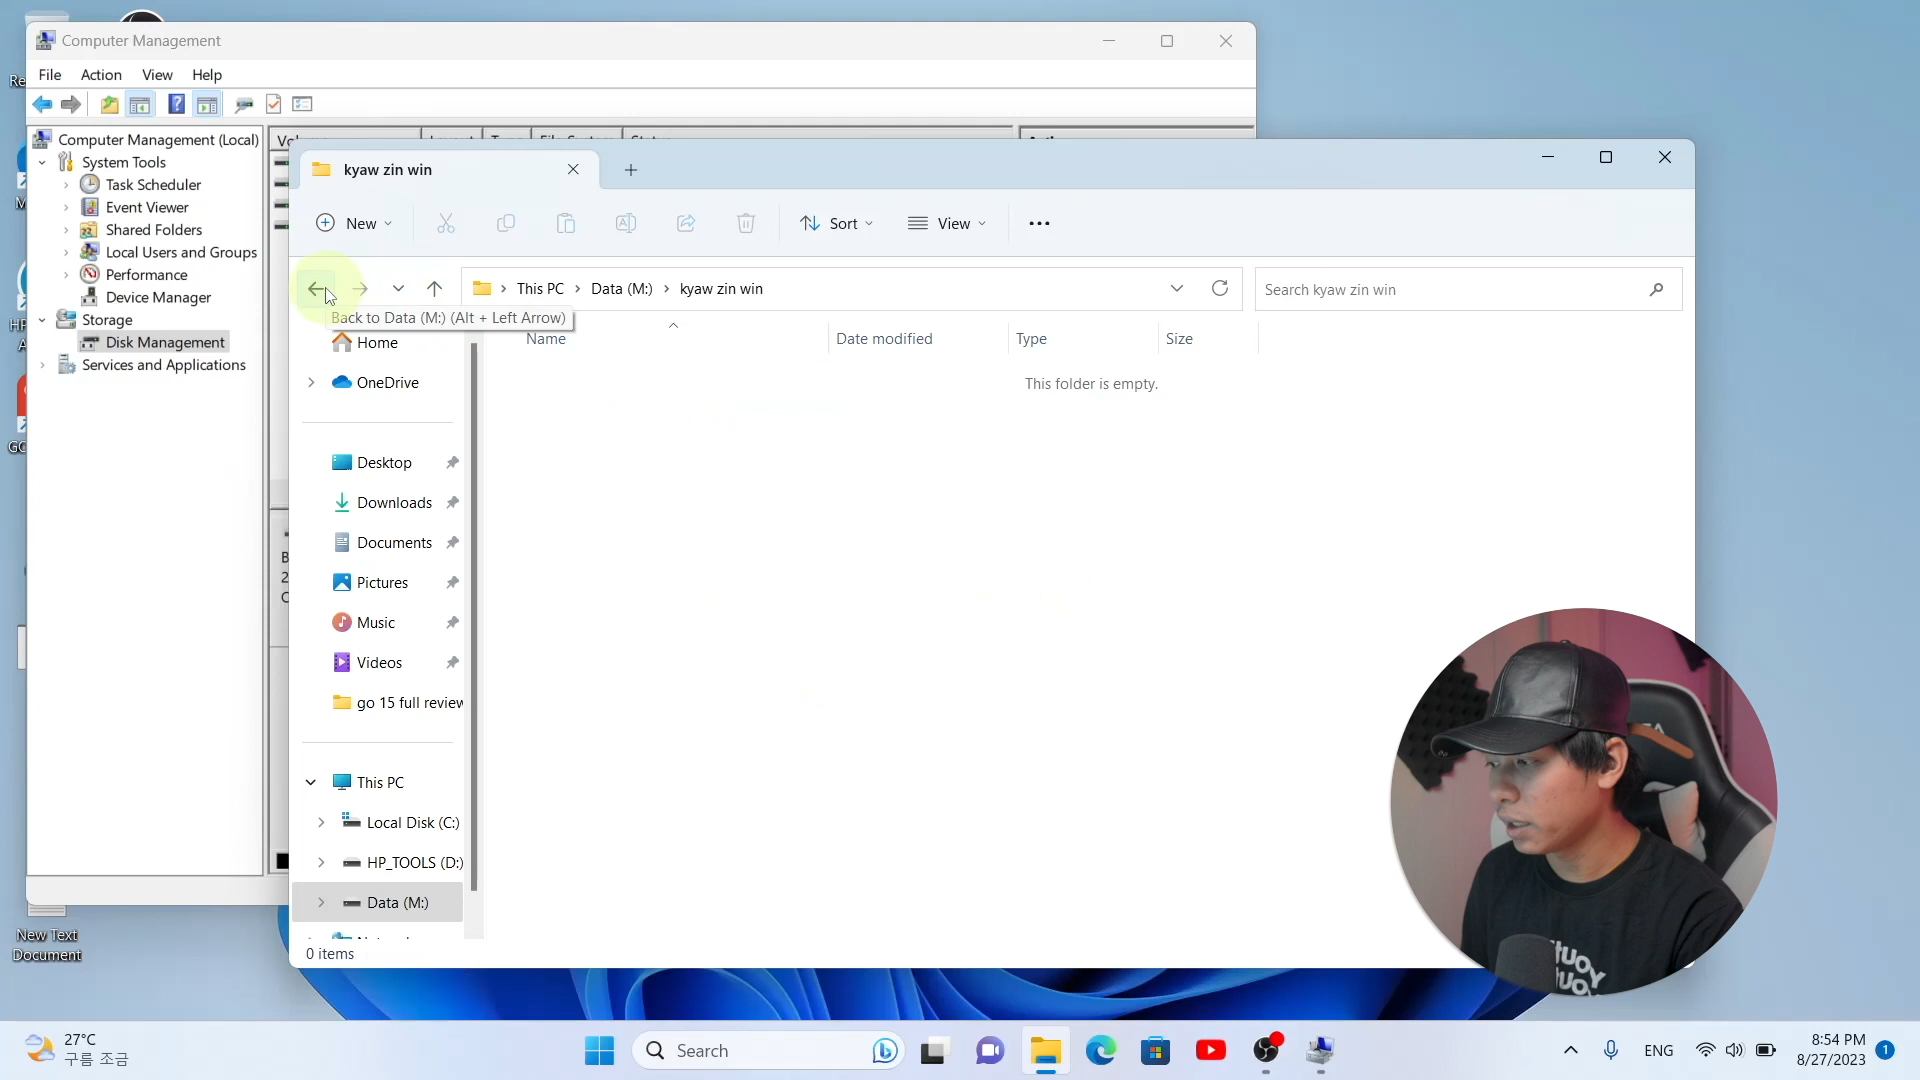 Computer Management
File Action View Help
Computer Management (Local)
System Tools
Task Scheduler
Event Viewer
Shared Folders
Local Users and Groups
Performance
Device Manager
Storage
Disk Management
Services and Applications
kyaw zin win
New
Sort
View
This PC > Data (M:) > kyaw zin win
Search kyaw zin win
Back to Data (M:) (Alt + Left Arrow)
Name Date modified Type Size
This folder is empty.
Home
OneDrive
Desktop
Downloads
Documents
Pictures
Music
Videos
go 15 full review
This PC
Local Disk (C:)
HP_TOOLS (D:)
Data (M:)
0 items
New Text
Document
27°C
구름 조금
Search
ENG
8:54 PM
8/27/2023
1